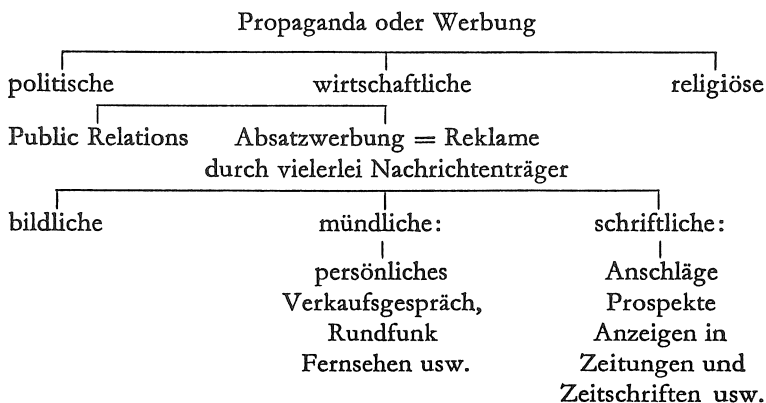 Propaganda oder Werbung
politische wirtschaftliche religiöse
Public Relations Absatzwerbung = Reklame
durch vielerlei Nachrichtenträger
bildliche mündliche: schriftliche:
persönliches Anschläge
Verkaufsgespräch, Prospekte
Rundfunk Anzeigen in
Fernsehen usw. Zeitungen und
Zeitschriften usw.